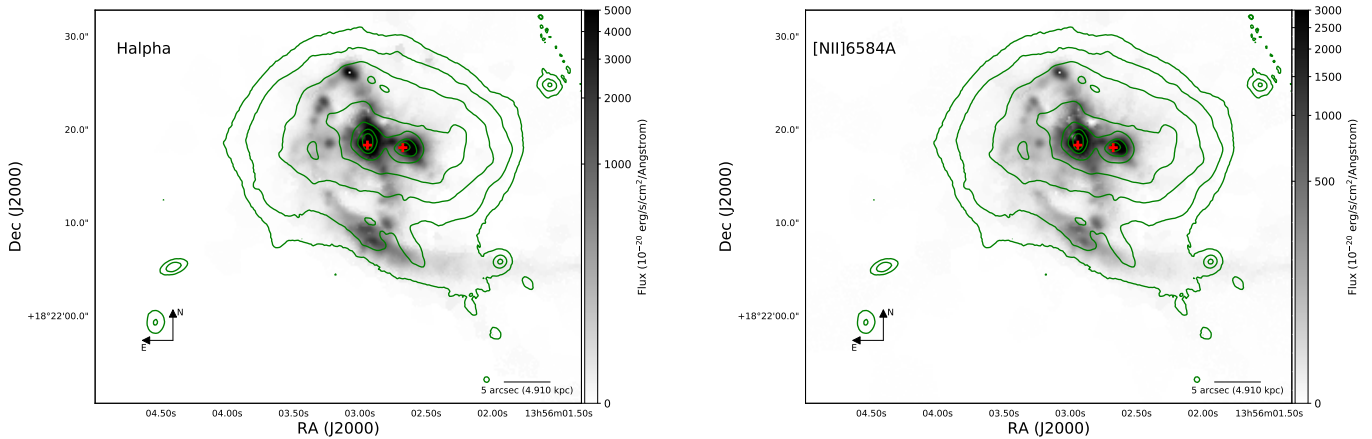 Halpha
30.0"
20.0"
10.0"
+18°22'00.0"
Dec (J2000)
N
E
5 arcsec (4.910 kpc)
04.50s 04.00s 03.50s 03.00s 02.50s 02.00s 13h56m01.50s
RA (J2000)
5000
4000
3000
2000
1000
0
Flux (10⁻²⁰ erg/s/cm²/Angstrom)
[NII]6584A
30.0"
20.0"
10.0"
+18°22'00.0"
Dec (J2000)
N
E
5 arcsec (4.910 kpc)
04.50s 04.00s 03.50s 03.00s 02.50s 02.00s 13h56m01.50s
RA (J2000)
3000
2500
2000
1500
1000
500
0
Flux (10⁻²⁰ erg/s/cm²/Angstrom)